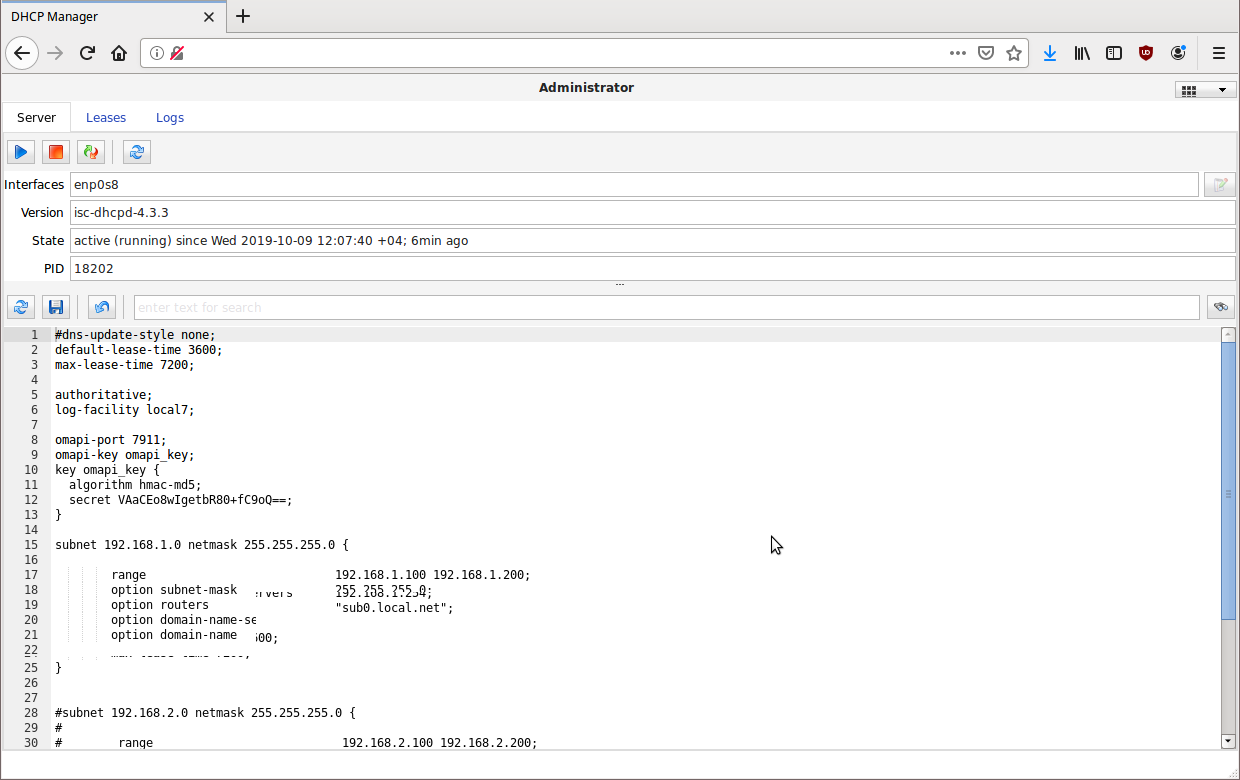 DHCP Manager
Administrator
Server Leases Logs
Interfaces enp0s8
Version isc-dhcpd-4.3.3
State active (running) since Wed 2019-10-09 12:07:40 +04; 6min ago
PID 18202
enter text for search
1 #dns-update-style none;
2 default-lease-time 3600;
3 max-lease-time 7200;
4
5 authoritative;
6 log-facility local7;
7
8 omapi-port 7911;
9 omapi-key omapi_key;
10 key omapi_key {
11 algorithm hmac-md5;
12 secret VAaCEo8wIgetbR80+fC9oQ==;
13 }
14
15 subnet 192.168.1.0 netmask 255.255.255.0 {
16
17 range 192.168.1.100 192.168.1.200;
18 option subnet-mask
19 option routers "sub0.local.net";
20 option domain-name-se
21 option domain-name 600;
22
25 }
26
27
28 #subnet 192.168.2.0 netmask 255.255.255.0 {
29 #
30 # range 192.168.2.100 192.168.2.200;